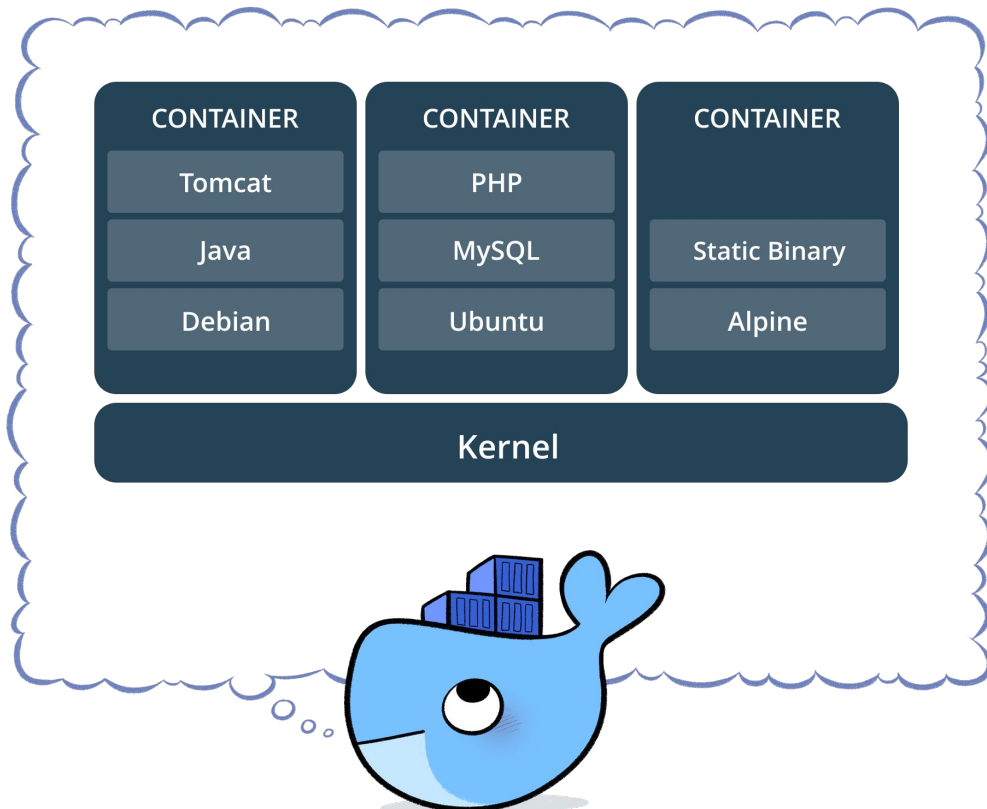 CONTAINER
Tomcat
Java
Debian
CONTAINER
PHP
MySQL
Ubuntu
CONTAINER
Static Binary
Alpine
Kernel